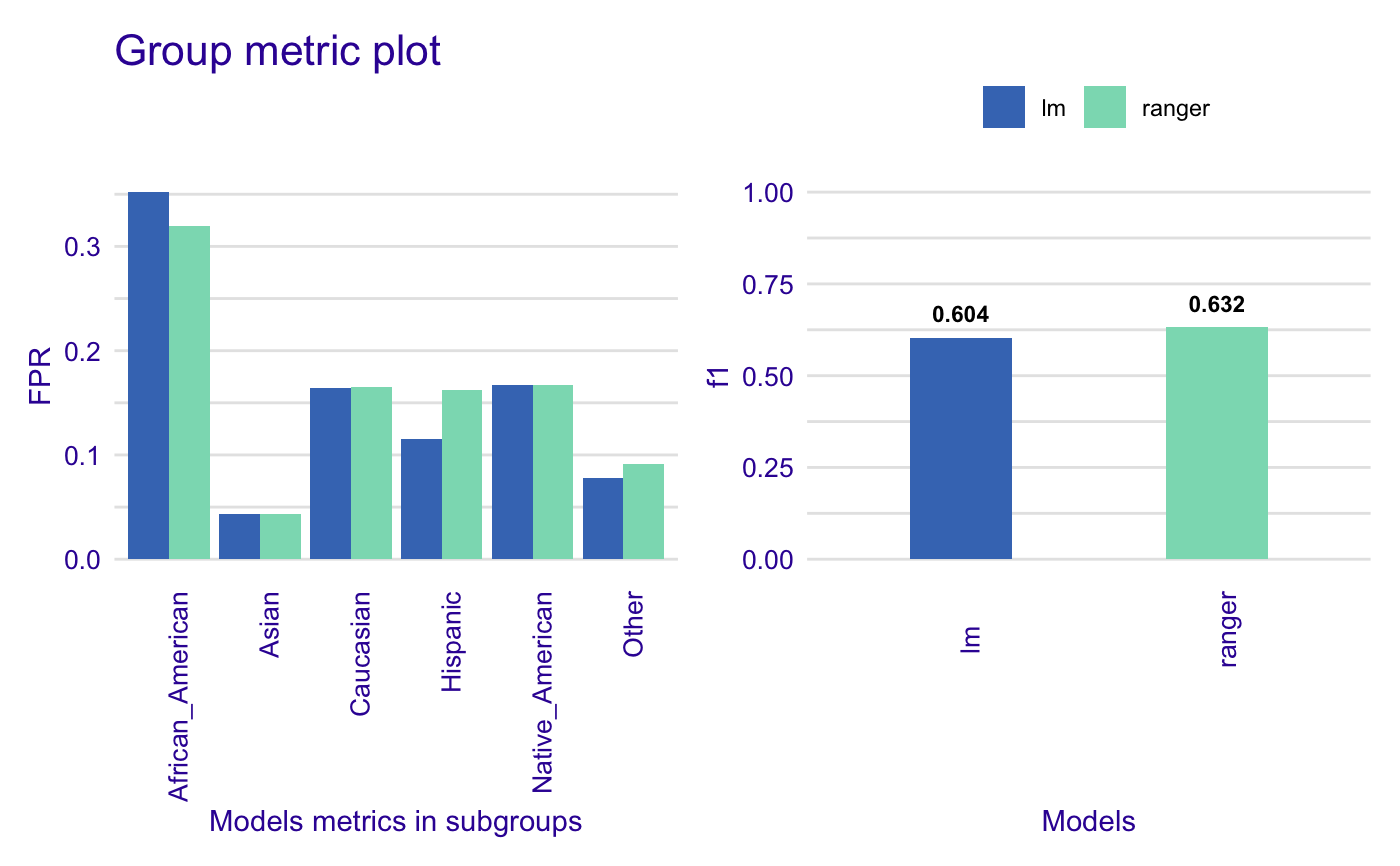 Group metric plot
lm
ranger
FPR
0.3
0.2
0.1
0.0
African_American
Asian
Caucasian
Hispanic
Native_American
Other
Models metrics in subgroups
f1
1.00
0.75
0.50
0.25
0.00
0.604
0.632
lm
ranger
Models